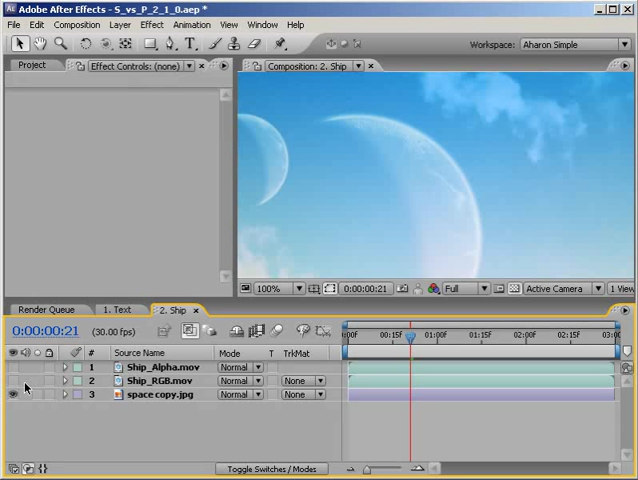 Adobe After Effects - S_vs_P_2_1_0.aep *
File Edit Composition Layer Effect Animation View Window Help
Workspace: Aharon Simple
Project Effect Controls: (none) Composition: 2. Ship
100% 0:00:00:21 Full Active Camera 1 View
Render Queue 1. Text 2. Ship
0:00:00:21 (30.00 fps)
:00f 00:15f 01:00f 00:15f 02:00f 00:15f 03:00
# Source Name Mode T TrkMat
1 Ship_Alpha.mov Normal
2 Ship_RGB.mov Normal None
3 space copy.jpg Normal None
Toggle Switches / Modes